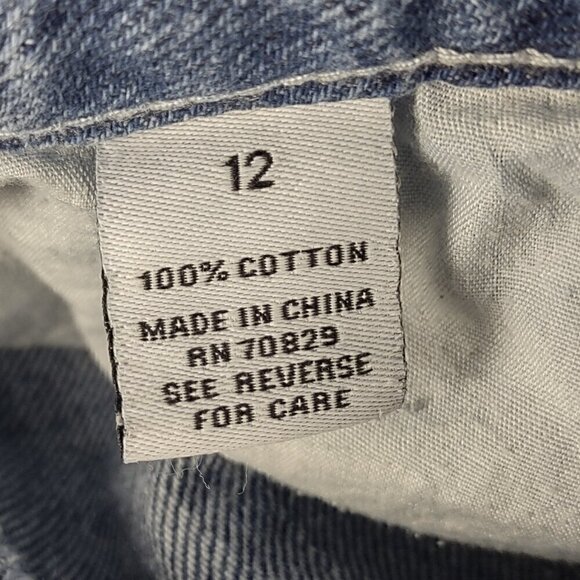 12
100% COTTON
MADE IN CHINA
RN 70829
SEE REVERSE
FOR CARE